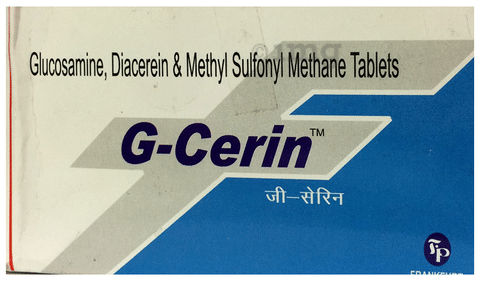 Glucosamine, Diacerein & Methyl Sulfonyl Methane Tablets
G-Cerin™
जी–सेरिन